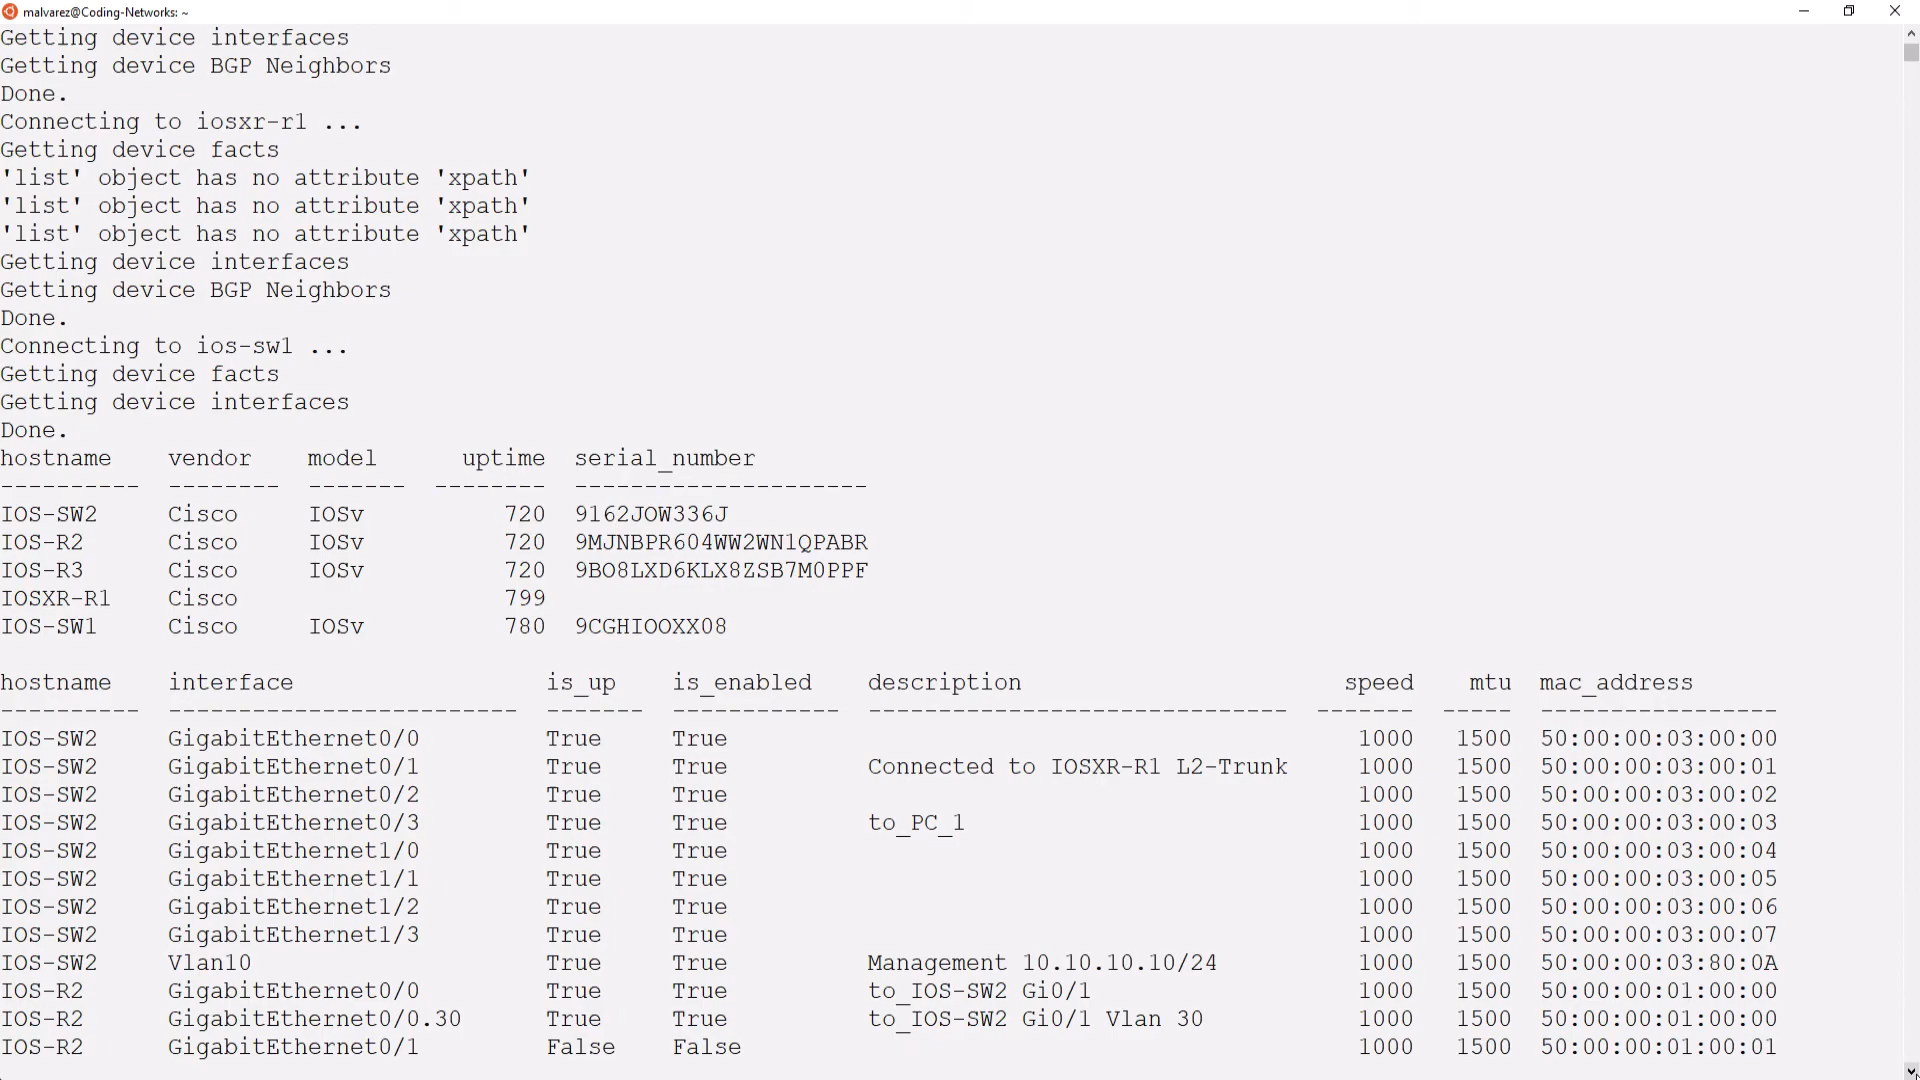 malvarez@Coding-Networks: ~
Getting device interfaces
Getting device BGP Neighbors
Done.
Connecting to iosxr-r1 ...
Getting device facts
'list' object has no attribute 'xpath'
'list' object has no attribute 'xpath'
'list' object has no attribute 'xpath'
Getting device interfaces
Getting device BGP Neighbors
Done.
Connecting to ios-sw1 ...
Getting device facts
Getting device interfaces
Done.
hostname    vendor    model      uptime  serial_number
----------  --------  -------  --------  ---------------------
IOS-SW2     Cisco     IOSv          720  9162JOW336J
IOS-R2      Cisco     IOSv          720  9MJNBPR604WW2WN1QPABR
IOS-R3      Cisco     IOSv          720  9BO8LXD6KLX8ZSB7M0PPF
IOSXR-R1    Cisco                   799
IOS-SW1     Cisco     IOSv          780  9CGHIOOXX08
hostname    interface                  is_up    is_enabled    description                       speed    mtu  mac_address
----------  -------------------------  -------  ------------  ------------------------------  -------  -----  -----------------
IOS-SW2     GigabitEthernet0/0         True     True                                             1000   1500  50:00:00:03:00:00
IOS-SW2     GigabitEthernet0/1         True     True          Connected to IOSXR-R1 L2-Trunk     1000   1500  50:00:00:03:00:01
IOS-SW2     GigabitEthernet0/2         True     True                                             1000   1500  50:00:00:03:00:02
IOS-SW2     GigabitEthernet0/3         True     True          to_PC_1                            1000   1500  50:00:00:03:00:03
IOS-SW2     GigabitEthernet1/0         True     True                                             1000   1500  50:00:00:03:00:04
IOS-SW2     GigabitEthernet1/1         True     True                                             1000   1500  50:00:00:03:00:05
IOS-SW2     GigabitEthernet1/2         True     True                                             1000   1500  50:00:00:03:00:06
IOS-SW2     GigabitEthernet1/3         True     True                                             1000   1500  50:00:00:03:00:07
IOS-SW2     Vlan10                     True     True          Management 10.10.10.10/24          1000   1500  50:00:00:03:80:0A
IOS-R2      GigabitEthernet0/0         True     True          to_IOS-SW2 Gi0/1                   1000   1500  50:00:00:01:00:00
IOS-R2      GigabitEthernet0/0.30      True     True          to_IOS-SW2 Gi0/1 Vlan 30           1000   1500  50:00:00:01:00:00
IOS-R2      GigabitEthernet0/1         False    False                                            1000   1500  50:00:00:01:00:01